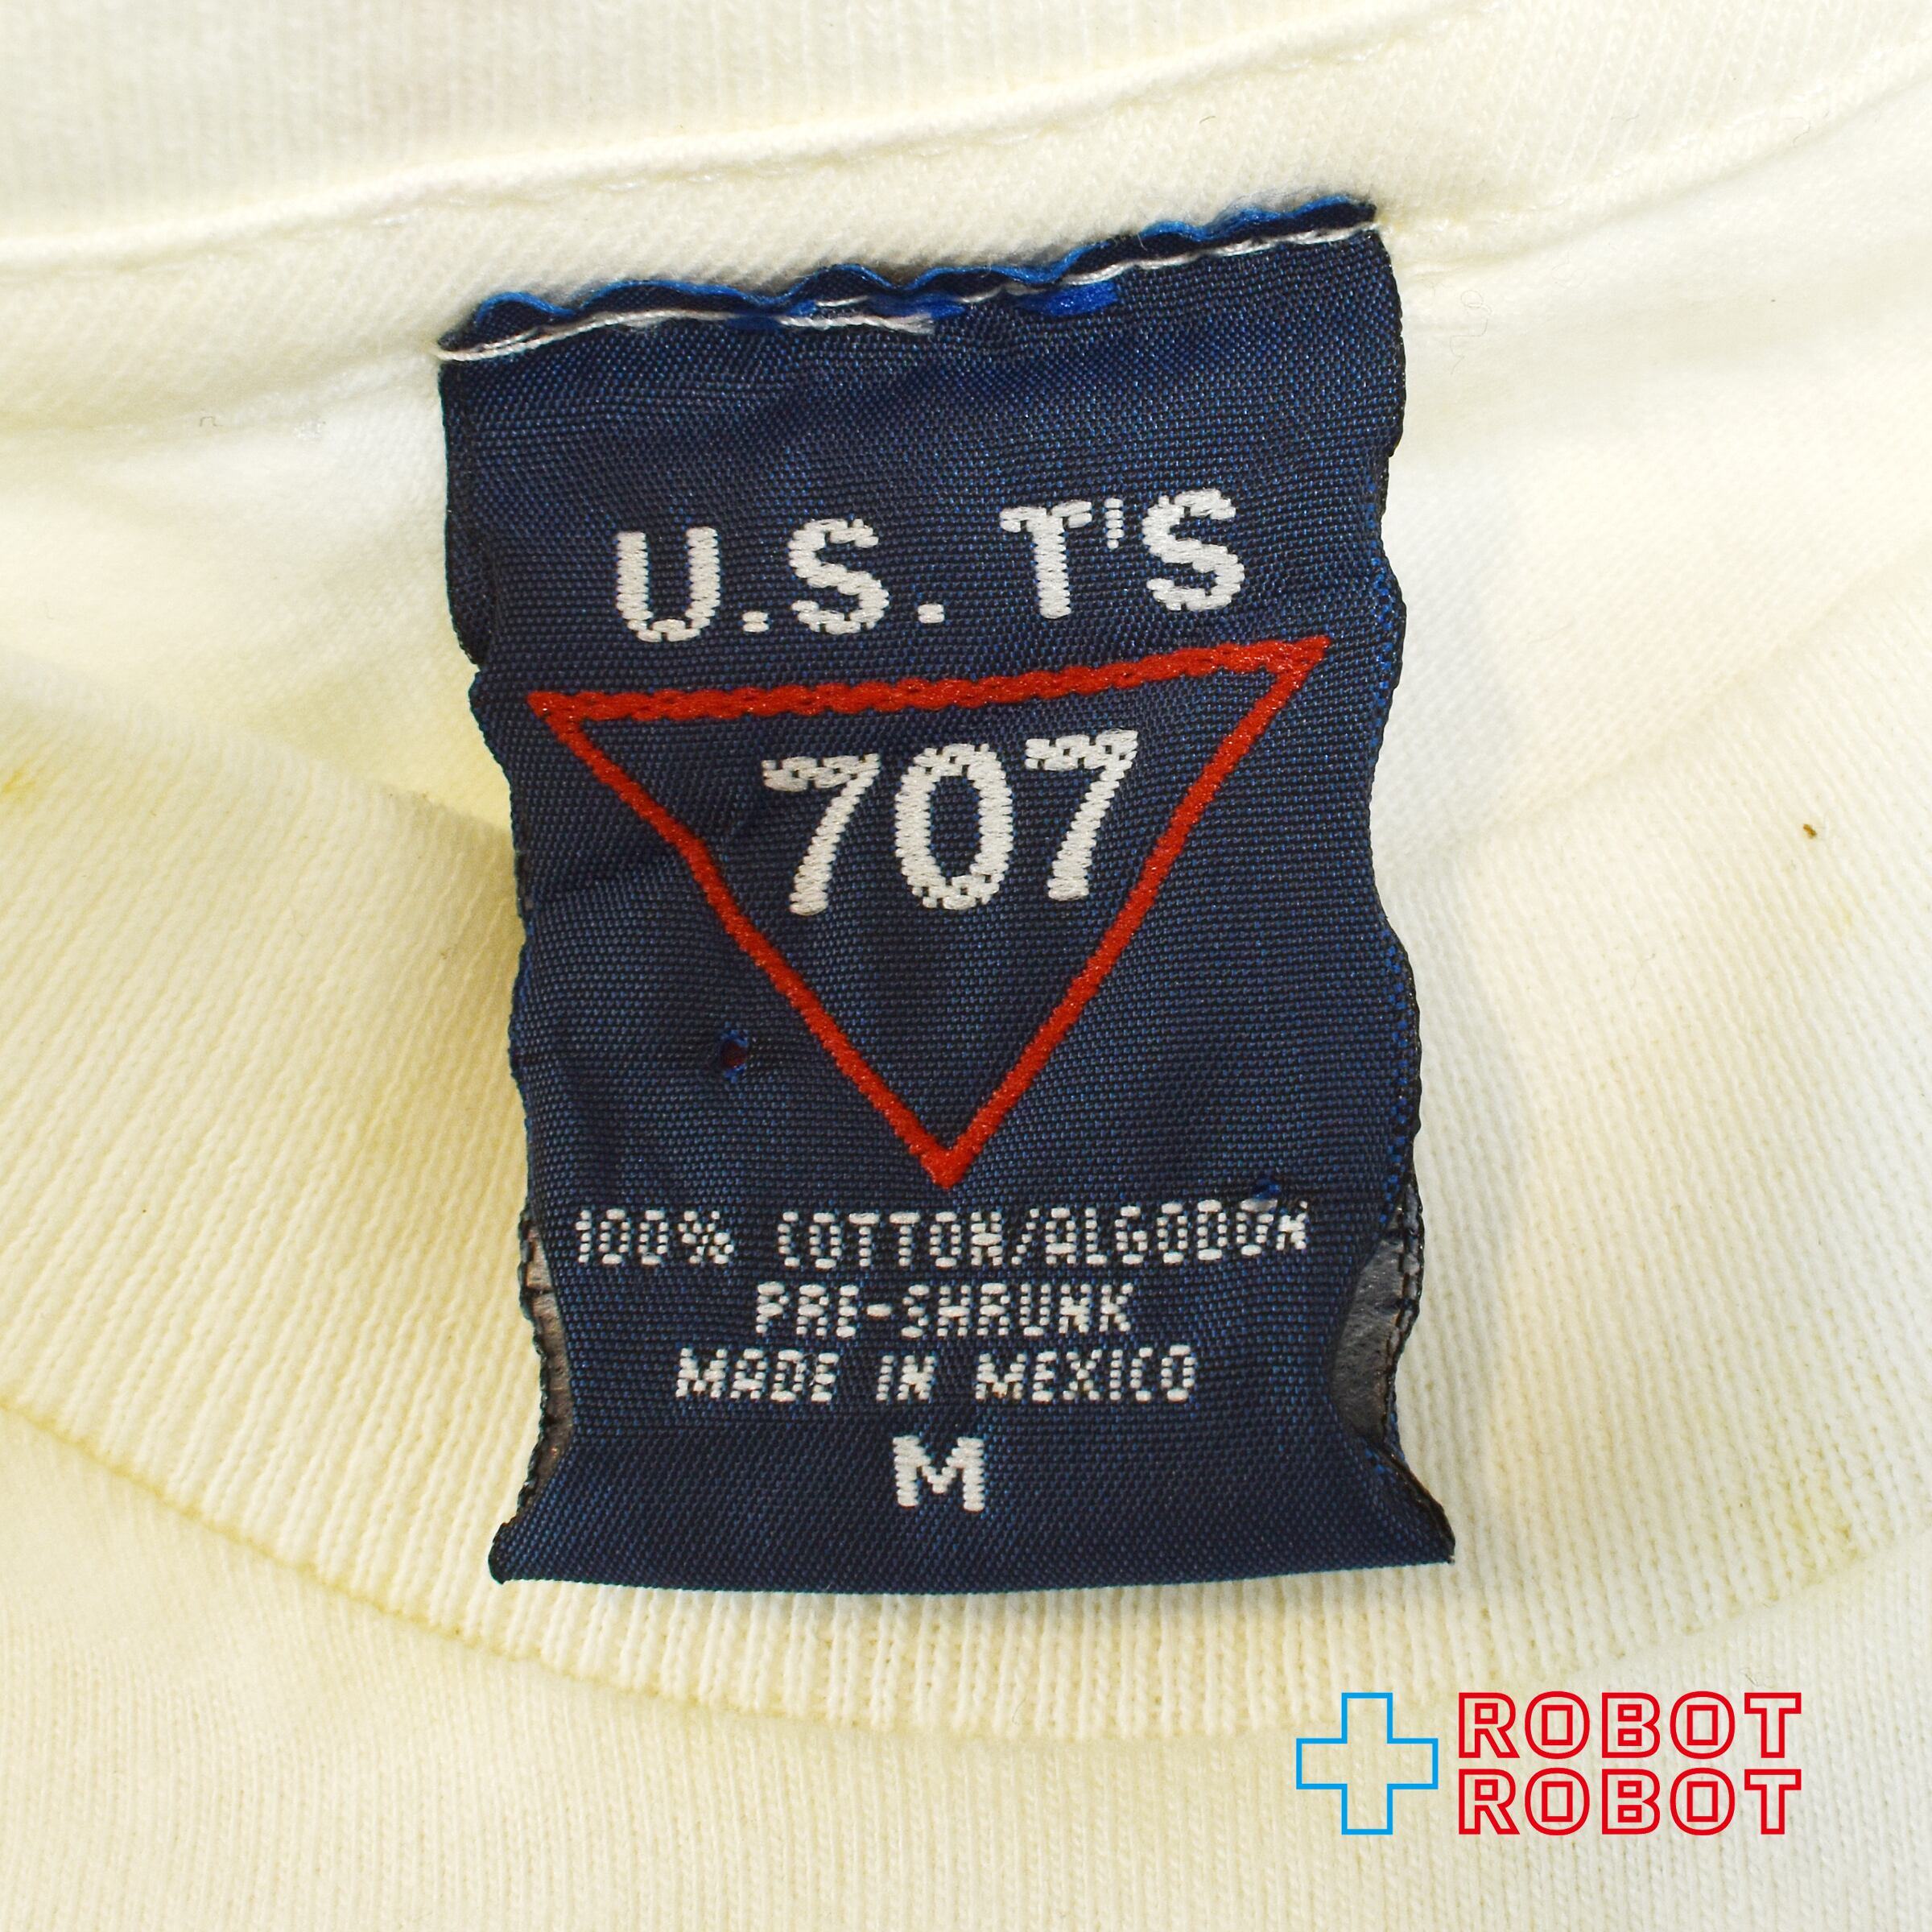 U.S. T'S
707
100% COTTON/ALGODON
PRE-SHRUNK
MADE IN MEXICO
M
ROBOT
ROBOT